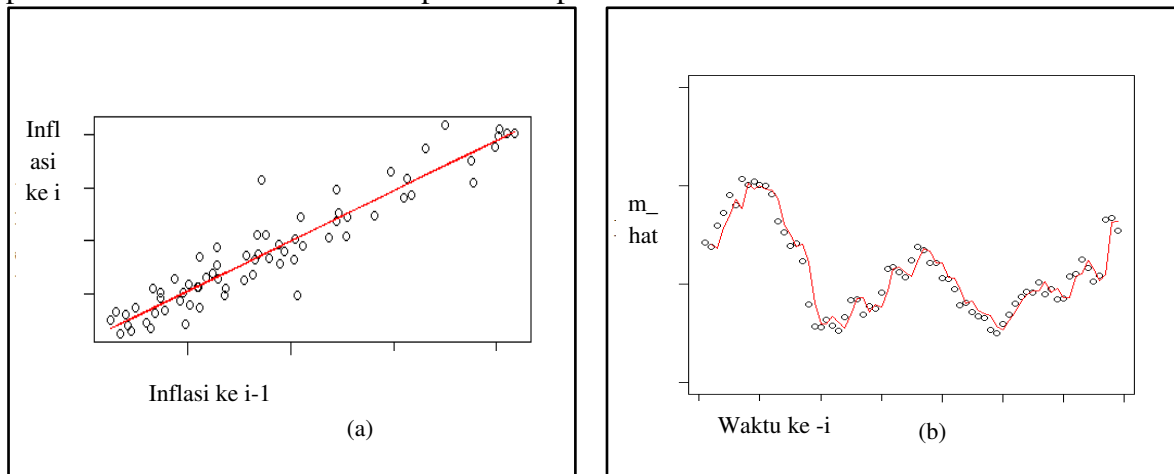 Infl
asi
ke i
Inflasi ke i-1
(a)
m_
hat
Waktu ke -i
(b)